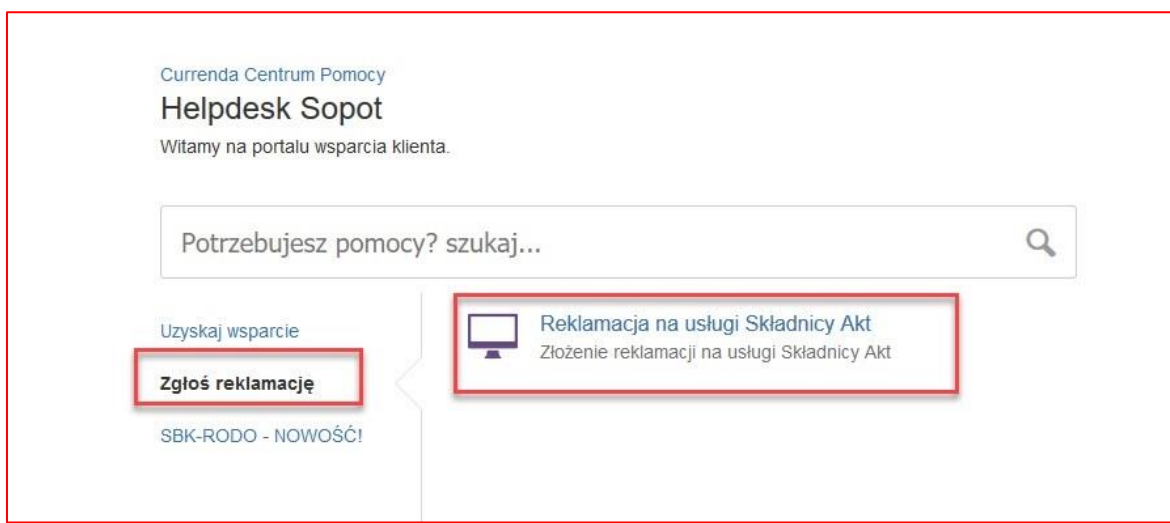 Currenda Centrum Pomocy
Helpdesk Sopot
Witamy na portalu wsparcia klienta.
Potrzebujesz pomocy? szukaj...
Uzyskaj wsparcie
Zgłoś reklamację
SBK-RODO - NOWOŚĆ!
Reklamacja na usługi Składnicy Akt
Złożenie reklamacji na usługi Składnicy Akt